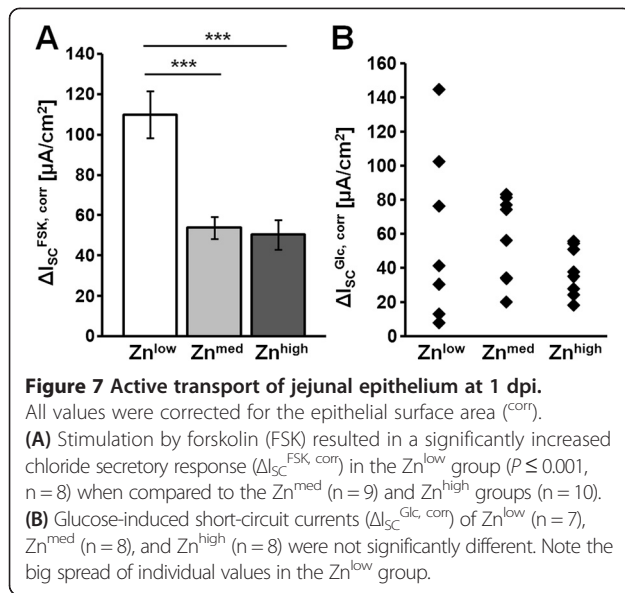 A
B
***
***
140
120
100
80
60
40
20
0
ΔI_SC^FSK, corr [µA/cm²]
Zn^low Zn^med Zn^high
160
140
120
100
80
60
40
20
0
ΔI_SC^Glc, corr [µA/cm²]
Zn^low Zn^med Zn^high
Figure 7 Active transport of jejunal epithelium at 1 dpi.
All values were corrected for the epithelial surface area (^corr).
(A) Stimulation by forskolin (FSK) resulted in a significantly increased
chloride secretory response (ΔI_SC^FSK, corr) in the Zn^low group (P ≤ 0.001,
n = 8) when compared to the Zn^med (n = 9) and Zn^high groups (n = 10).
(B) Glucose-induced short-circuit currents (ΔI_SC^Glc, corr) of Zn^low (n = 7),
Zn^med (n = 8), and Zn^high (n = 8) were not significantly different. Note the
big spread of individual values in the Zn^low group.